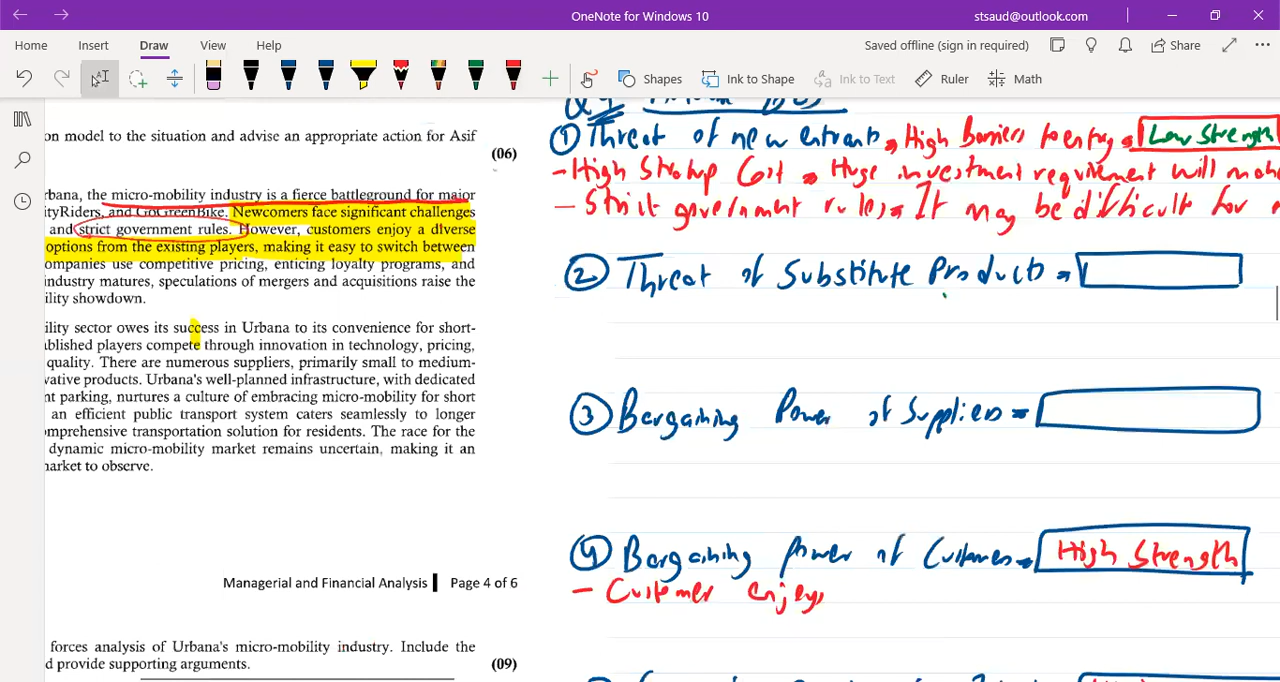 OneNote for Windows 10
stsaud@outlook.com
Home Insert Draw View Help
Saved offline (sign in required)
Share
Shapes
Ink to Shape
Ink to Text
Ruler
Math
on model to the situation and advise an appropriate action for Asif
(06)
rbana, the micro-mobility industry is a fierce battleground for major
ityRiders, and GoGreenBike. Newcomers face significant challenges
and strict government rules. However, customers enjoy a diverse
options from the existing players, making it easy to switch between
ompanies use competitive pricing, enticing loyalty programs, and
industry matures, speculations of mergers and acquisitions raise the
ility showdown.
ility sector owes its success in Urbana to its convenience for short-
ablished players compete through innovation in technology, pricing,
quality. There are numerous suppliers, primarily small to medium-
vative products. Urbana's well-planned infrastructure, with dedicated
nt parking, nurtures a culture of embracing micro-mobility for short
an efficient public transport system caters seamlessly to longer
omprehensive transportation solution for residents. The race for the
dynamic micro-mobility market remains uncertain, making it an
narket to observe.
Managerial and Financial Analysis | Page 4 of 6
forces analysis of Urbana's micro-mobility industry. Include the
d provide supporting arguments.
(09)
① Threat of new entrants → High Barriers to entry → Low Strength
- High Startup Cost → Huge investment requirement will mak
- Strict government rules → It may be difficult for
② Threat of Substitute Products →
③ Bargaining Power of Suppliers →
④ Bargaining power of Customers → High Strength
- Customer enjoys